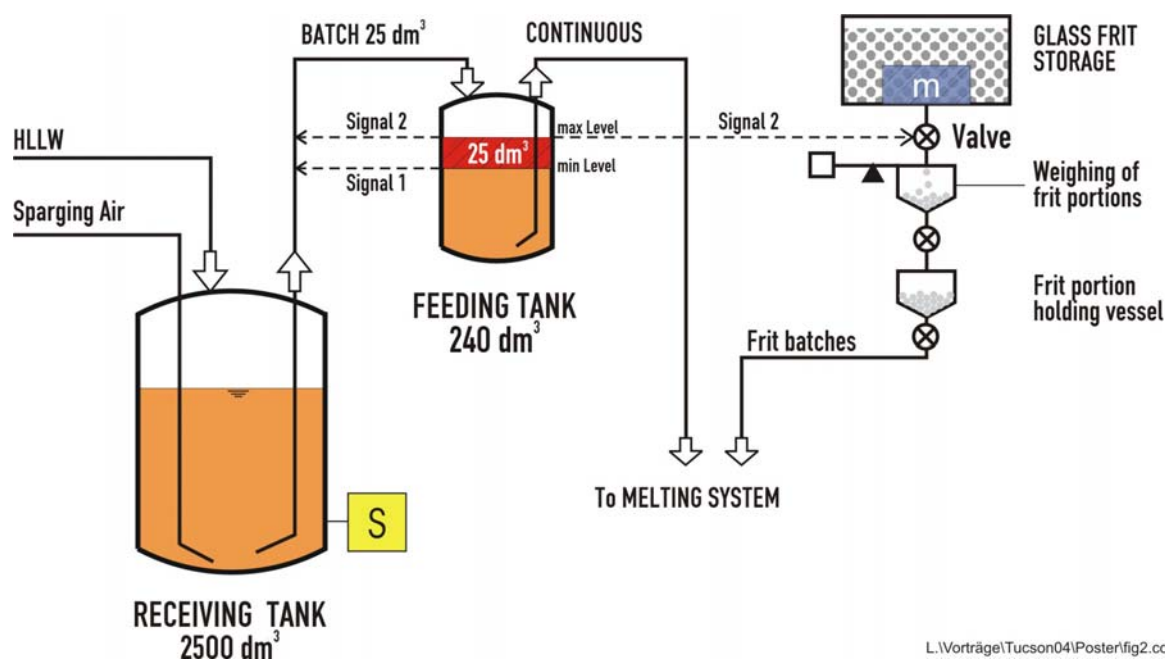 BATCH 25 dm³
CONTINUOUS
GLASS FRIT
STORAGE
m
Signal 2
max Level
Signal 2
Valve
HLLW
25 dm³
min Level
Signal 1
Weighing of
frit portions
Sparging Air
FEEDING TANK
240 dm³
Frit portion
holding vessel
Frit batches
To MELTING SYSTEM
S
RECEIVING TANK
2500 dm³
L.\Vorträge\Tucson04\Poster\fig2.co